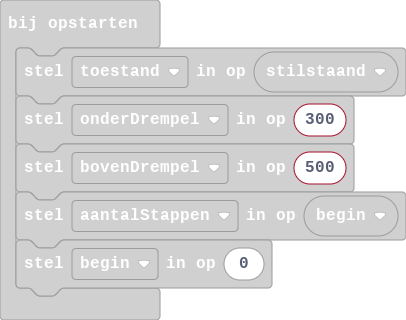 bij opstarten
stel toestand in op stilstaand
stel onderDrempel in op 300
stel bovenDrempel in op 500
stel aantalStappen in op begin
stel begin in op 0